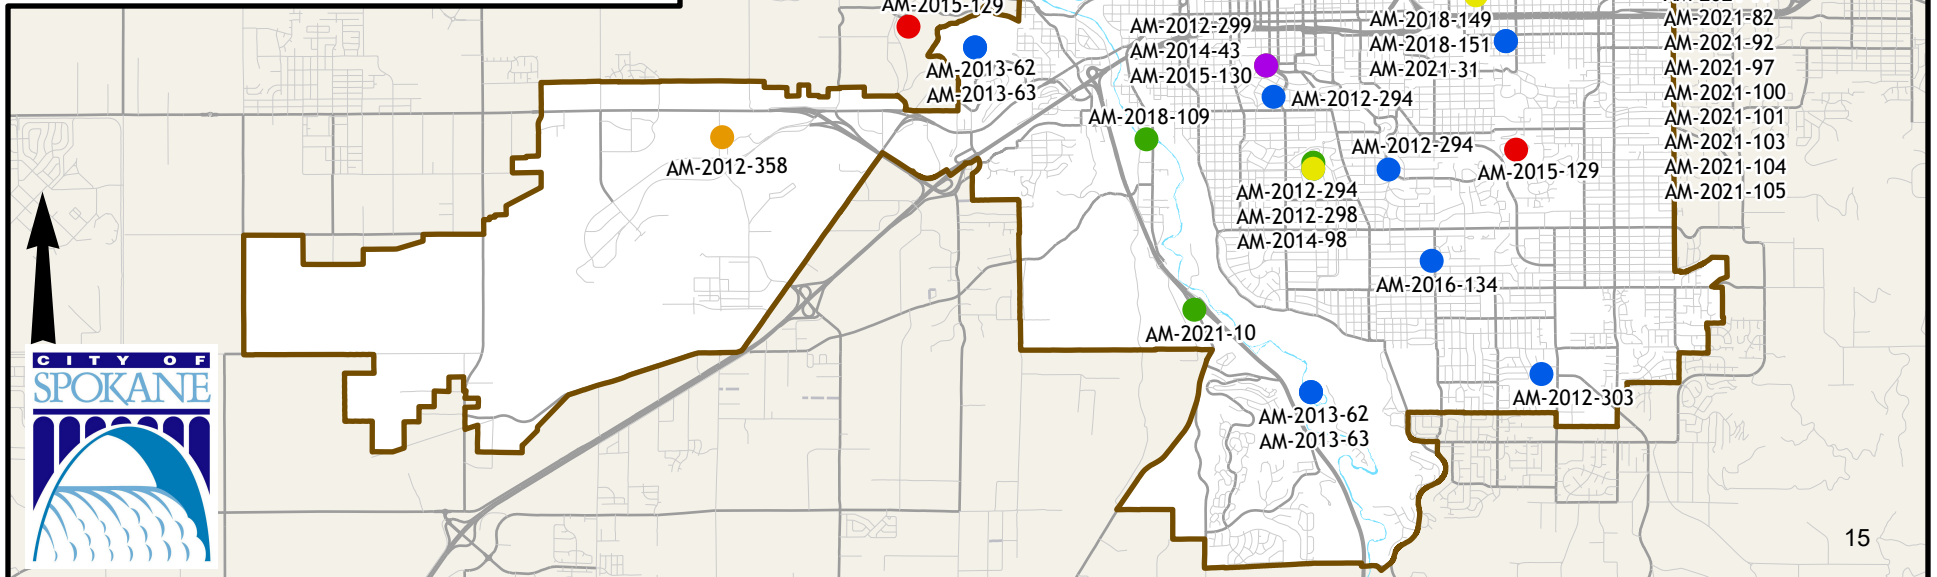 AM-2015-129
AM-2013-62
AM-2013-63
AM-2012-299
AM-2014-43
AM-2015-130
AM-2018-149
AM-2018-151
AM-2021-31
AM-2021-82
AM-2021-92
AM-2021-97
AM-2021-100
AM-2021-101
AM-2021-103
AM-2021-104
AM-2021-105
AM-2012-294
AM-2018-109
AM-2012-358
AM-2012-294
AM-2015-129
AM-2012-294
AM-2012-298
AM-2014-98
AM-2016-134
AM-2021-10
AM-2012-303
AM-2013-62
AM-2013-63
CITY OF
SPOKANE
15